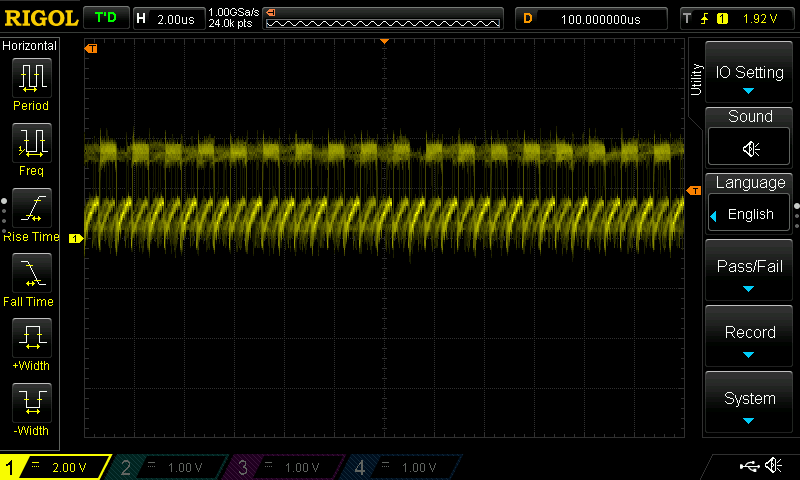 RIGOL T'D H 2.00us 1.00GSa/s 24.0k pts D 100.000000us T 1 1.92 V
Horizontal
Period
Freq
Rise Time
Fall Time
+Width
-Width
T
T
1
Utility
IO Setting
Sound
Language
English
Pass/Fail
Record
System
1 2.00 V 2 1.00 V 3 1.00 V 4 1.00 V